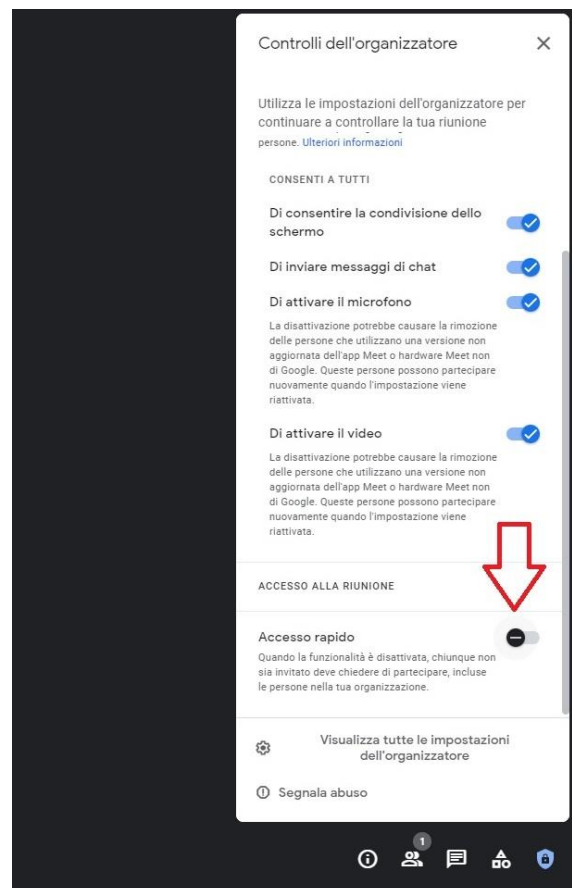 Controlli dell'organizzatore
Utilizza le impostazioni dell'organizzatore per
continuare a controllare la tua riunione
persone. Ulteriori informazioni
CONSENTI A TUTTI
Di consentire la condivisione dello
schermo
Di inviare messaggi di chat
Di attivare il microfono
La disattivazione potrebbe causare la rimozione
delle persone che utilizzano una versione non
aggiornata dell'app Meet o hardware Meet non
di Google. Queste persone possono partecipare
nuovamente quando l'impostazione viene
riattivata.
Di attivare il video
La disattivazione potrebbe causare la rimozione
delle persone che utilizzano una versione non
aggiornata dell'app Meet o hardware Meet non
di Google. Queste persone possono partecipare
nuovamente quando l'impostazione viene
riattivata.
ACCESSO ALLA RIUNIONE
Accesso rapido
Quando la funzionalità è disattivata, chiunque non
sia invitato deve chiedere di partecipare, incluse
le persone nella tua organizzazione.
Visualizza tutte le impostazioni
dell'organizzatore
Segnala abuso
1